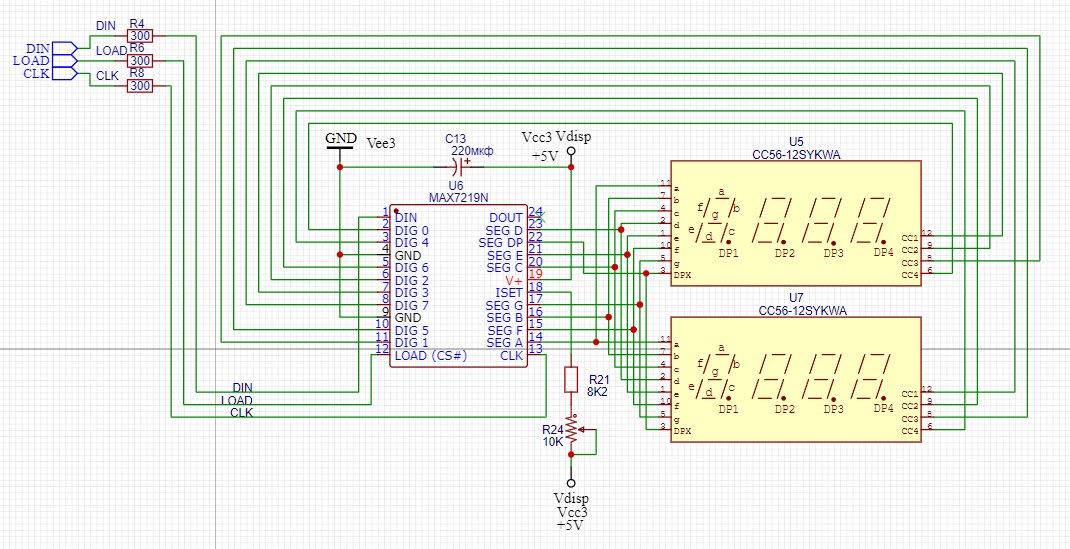 DIN R4
300
DIN
LOAD R6
300
LOAD
CLK R8
300
CLK
GND Vee3
C13
220мкф
Vcc3 Vdisp
+5V
U6
MAX7219N
1 DIN
2 DIG 0
3 DIG 4
4 GND
5 DIG 6
6 DIG 2
7 DIG 3
8 DIG 7
9 GND
10 DIG 5
11 DIG 1
12 LOAD (CS#)
DOUT 24
SEG D 23
SEG DP 22
SEG E 21
SEG C 20
V+ 19
ISET 18
SEG G 17
SEG B 16
SEG F 15
SEG A 14
CLK 13
DIN
LOAD
CLK
R21
8K2
R24
10K
Vdisp
Vcc3
+5V
U5
CC56-12SYKWA
11 a
7 b
4 c
2 d
1 e
10 f
5 g
3 DPX
a
f g b
e d c
DP1 DP2 DP3 DP4
CC1 12
CC2 9
CC3 8
CC4 6
U7
CC56-12SYKWA
11 a
7 b
4 c
2 d
1 e
10 f
5 g
3 DPX
a
f g b
e d c
DP1 DP2 DP3 DP4
CC1 12
CC2 9
CC3 8
CC4 6